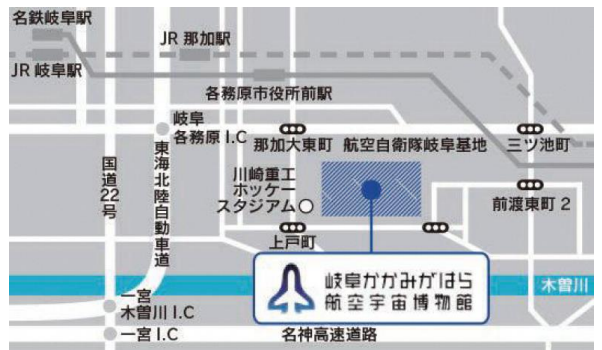 名鉄岐阜駅
JR 那加駅
JR 岐阜駅
各務原市役所前駅
岐阜
各務原 I.C
那加大東町
航空自衛隊岐阜基地
三ツ池町
国道22号
東海北陸自動車道
川崎重工
ホッケー
スタジアム
前渡東町 2
上戸町
岐阜かかみがはら
航空宇宙博物館
木曽川
一宮
木曽川 I.C
一宮 I.C
名神高速道路